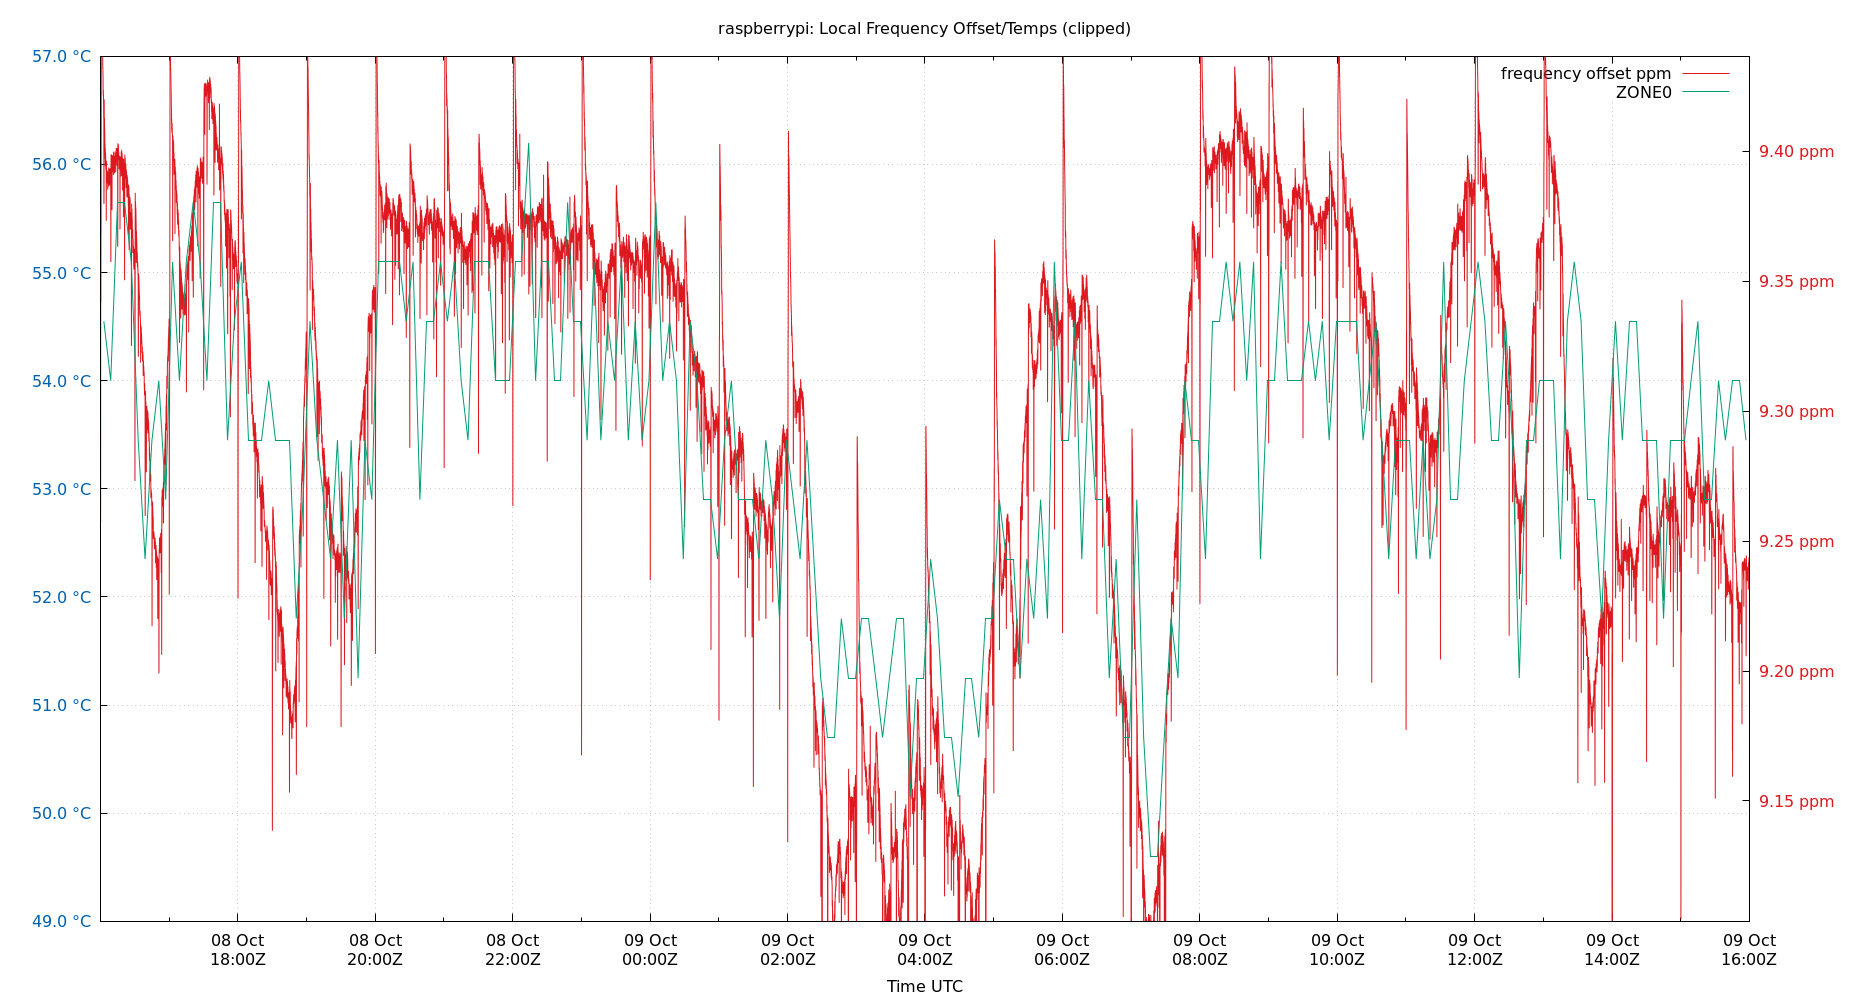 raspberrypi: Local Frequency Offset/Temps (clipped)
57.0 °C
56.0 °C
55.0 °C
54.0 °C
53.0 °C
52.0 °C
51.0 °C
50.0 °C
49.0 °C
frequency offset ppm
ZONE0
9.40 ppm
9.35 ppm
9.30 ppm
9.25 ppm
9.20 ppm
9.15 ppm
08 Oct 08 Oct 08 Oct 09 Oct 09 Oct 09 Oct 09 Oct 09 Oct 09 Oct 09 Oct 09 Oct 09 Oct
18:00Z 20:00Z 22:00Z 00:00Z 02:00Z 04:00Z 06:00Z 08:00Z 10:00Z 12:00Z 14:00Z 16:00Z
Time UTC